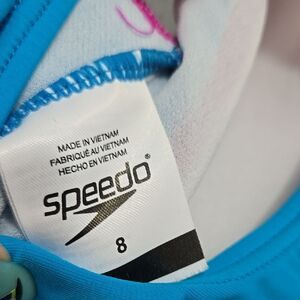 MADE IN VIETNAM
FABRIQUÉ AU VIETNAM
HECHO EN VIETNAM
speedo®
8